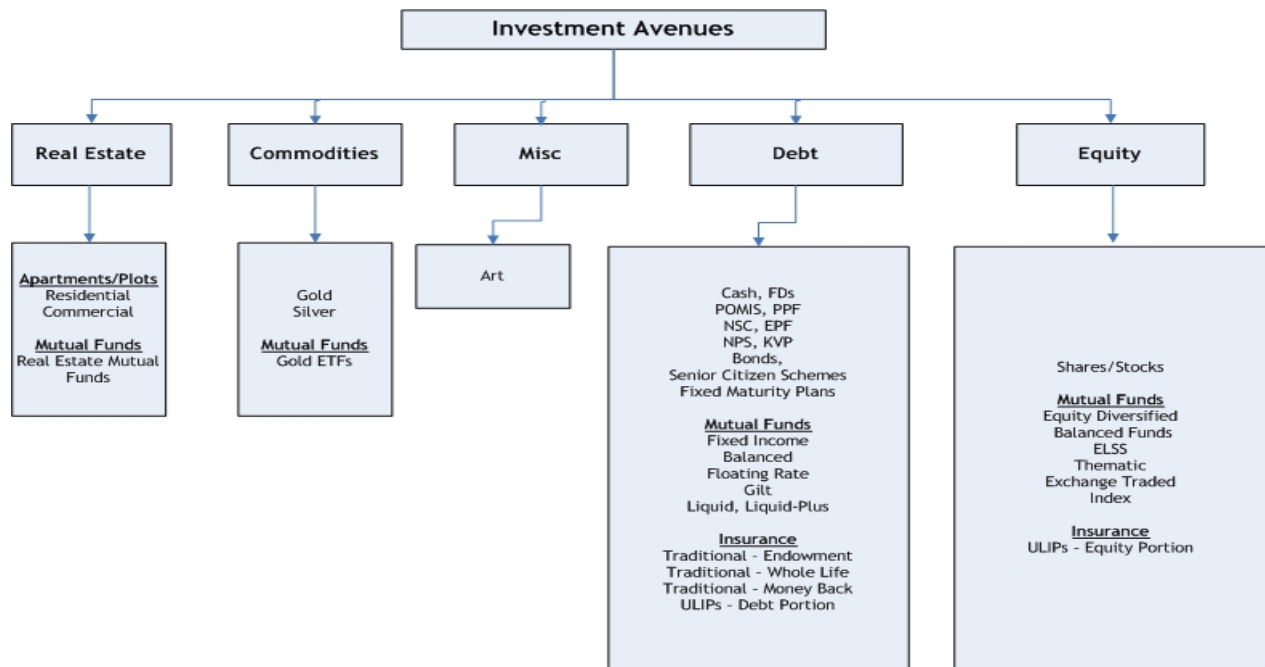 Investment Avenues
Real Estate
Commodities
Misc
Debt
Equity
Apartments/Plots
Residential
Commercial
Mutual Funds
Real Estate Mutual
Funds
Gold
Silver
Mutual Funds
Gold ETFs
Art
Cash, FDs
POMIS, PPF
NSC, EPF
NPS, KVP
Bonds,
Senior Citizen Schemes
Fixed Maturity Plans
Mutual Funds
Fixed Income
Balanced
Floating Rate
Gilt
Liquid, Liquid-Plus
Insurance
Traditional - Endowment
Traditional - Whole Life
Traditional - Money Back
ULIPs - Debt Portion
Shares/Stocks
Mutual Funds
Equity Diversified
Balanced Funds
ELSS
Thematic
Exchange Traded
Index
Insurance
ULIPs - Equity Portion